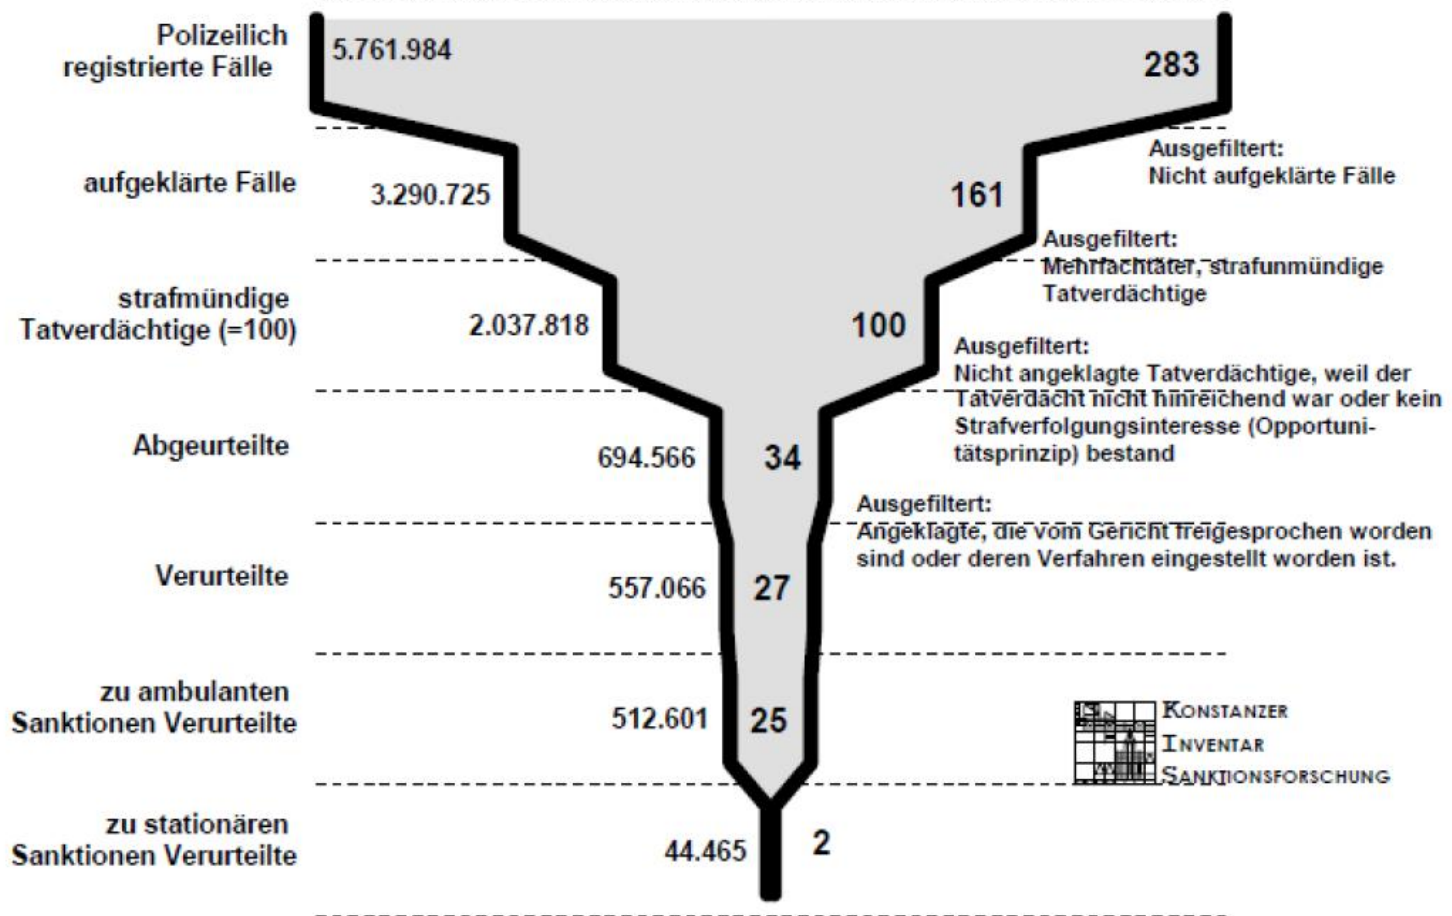 Polizeilich
registrierte Fälle
5.761.984
283
Ausgefiltert:
Nicht aufgeklärte Fälle
aufgeklärte Fälle
3.290.725
161
Ausgefiltert:
Mehrfachtäter, strafunmündige
Tatverdächtige
strafmündige
Tatverdächtige (=100)
2.037.818
100
Ausgefiltert:
Nicht angeklagte Tatverdächtige, weil der
Tatverdacht nicht hinreichend war oder kein
Strafverfolgungsinteresse (Opportuni-
tätsprinzip) bestand
Abgeurteilte
694.566
34
Ausgefiltert:
Angeklagte, die vom Gericht freigesprochen worden
sind oder deren Verfahren eingestellt worden ist.
Verurteilte
557.066
27
zu ambulanten
Sanktionen Verurteilte
512.601
25
KONSTANZER
INVENTAR
SANKTIONSFORSCHUNG
zu stationären
Sanktionen Verurteilte
44.465
2